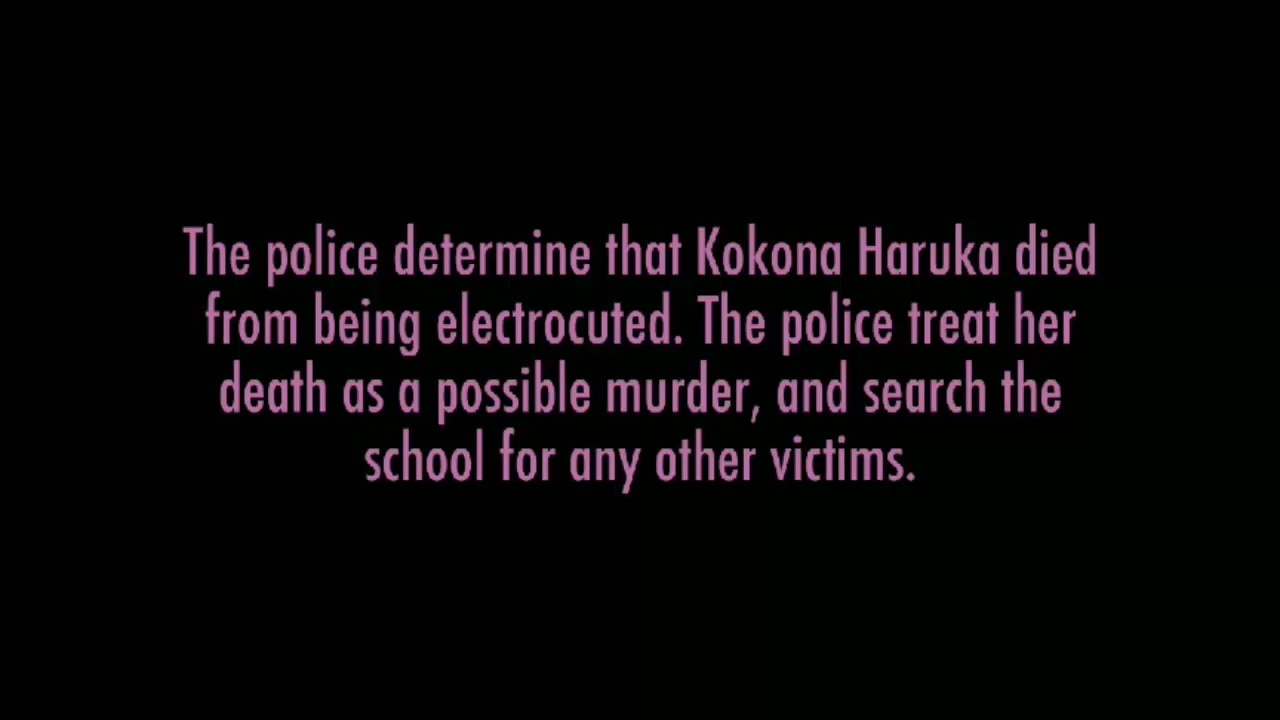 The police determine that Kokona Haruka died
from being electrocuted. The police treat her
death as a possible murder, and search the
school for any other victims.